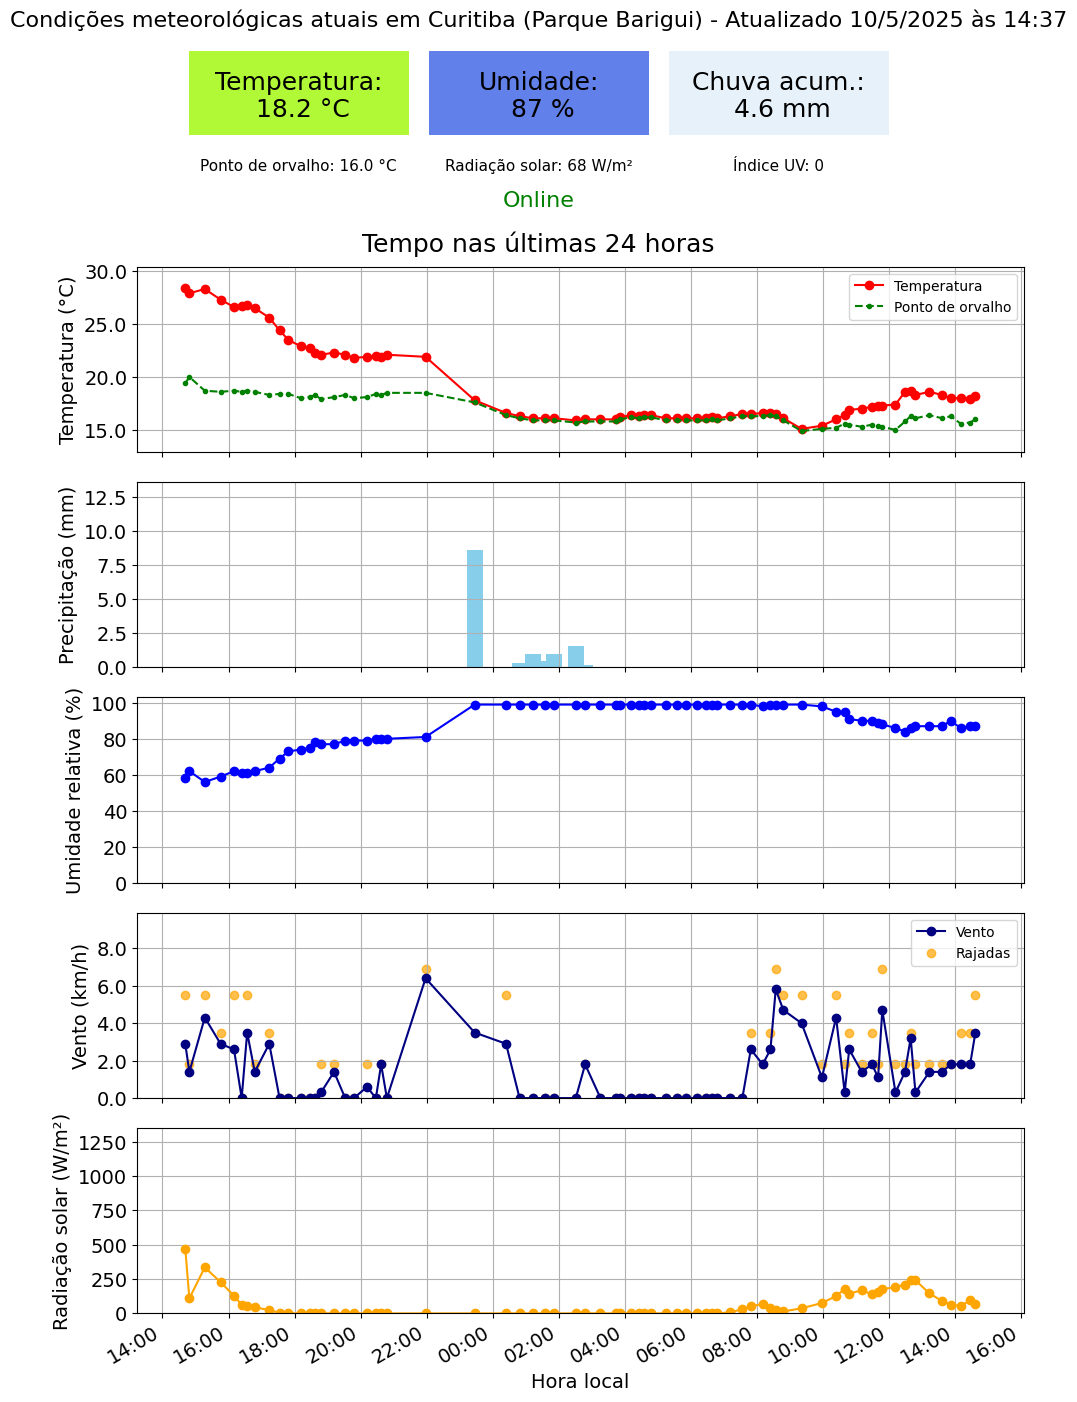 Condições meteorológicas atuais em Curitiba (Parque Barigui) - Atualizado 10/5/2025 às 14:37
Temperatura:
18.2 °C
Umidade:
87 %
Chuva acum.:
4.6 mm
Ponto de orvalho: 16.0 °C
Radiação solar: 68 W/m²
Índice UV: 0
Online
Tempo nas últimas 24 horas
Temperatura (°C)
30.0
25.0
20.0
15.0
Temperatura
Ponto de orvalho
Precipitação (mm)
12.5
10.0
7.5
5.0
2.5
0.0
Umidade relativa (%)
100
80
60
40
20
0
Vento (km/h)
8.0
6.0
4.0
2.0
0.0
Vento
Rajadas
Radiação solar (W/m²)
1250
1000
750
500
250
0
14:00 16:00 18:00 20:00 22:00 00:00 02:00 04:00 06:00 08:00 10:00 12:00 14:00 16:00
Hora local